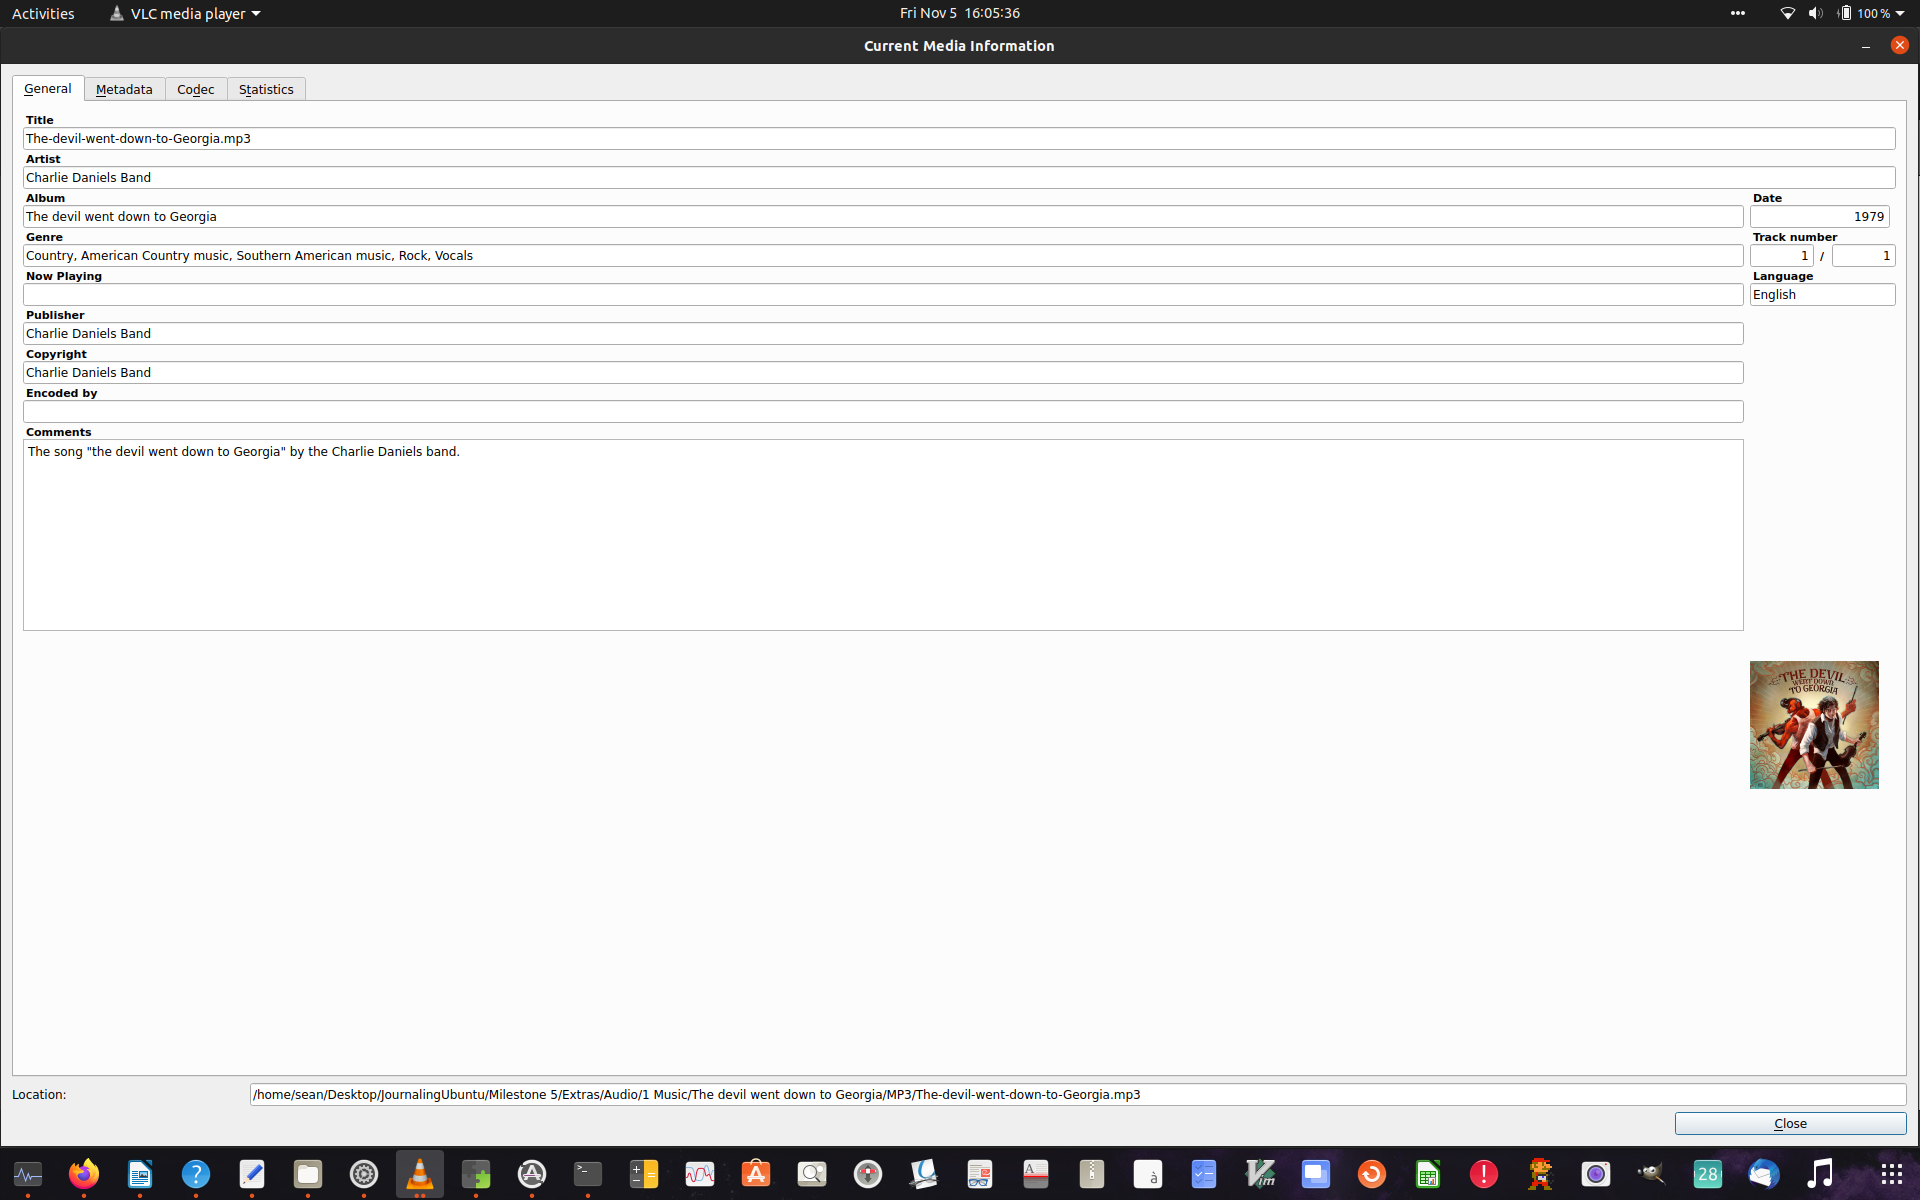 Activities VLC media player Fri Nov 5 16:05:36 100 %
Current Media Information
General Metadata Codec Statistics
Title
The-devil-went-down-to-Georgia.mp3
Artist
Charlie Daniels Band
Album Date
The devil went down to Georgia 1979
Genre Track number
Country, American Country music, Southern American music, Rock, Vocals 1 / 1
Now Playing Language
English
Publisher
Charlie Daniels Band
Copyright
Charlie Daniels Band
Encoded by
Comments
The song "the devil went down to Georgia" by the Charlie Daniels band.
THE DEVIL
WENT DOWN
TO GEORGIA
Location: /home/sean/Desktop/JournalingUbuntu/Milestone 5/Extras/Audio/1 Music/The devil went down to Georgia/MP3/The-devil-went-down-to-Georgia.mp3
Close
28